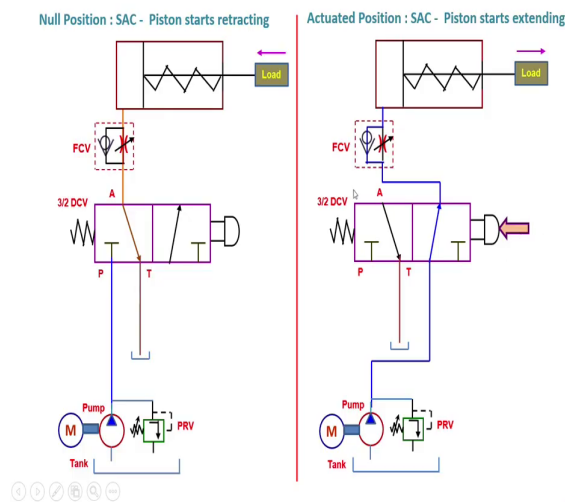 Null Position : SAC - Piston starts retracting
Load
FCV
A
3/2 DCV
P
T
Pump
M
PRV
Tank
Actuated Position : SAC - Piston starts extending
Load
FCV
A
3/2 DCV
P
T
Pump
M
PRV
Tank